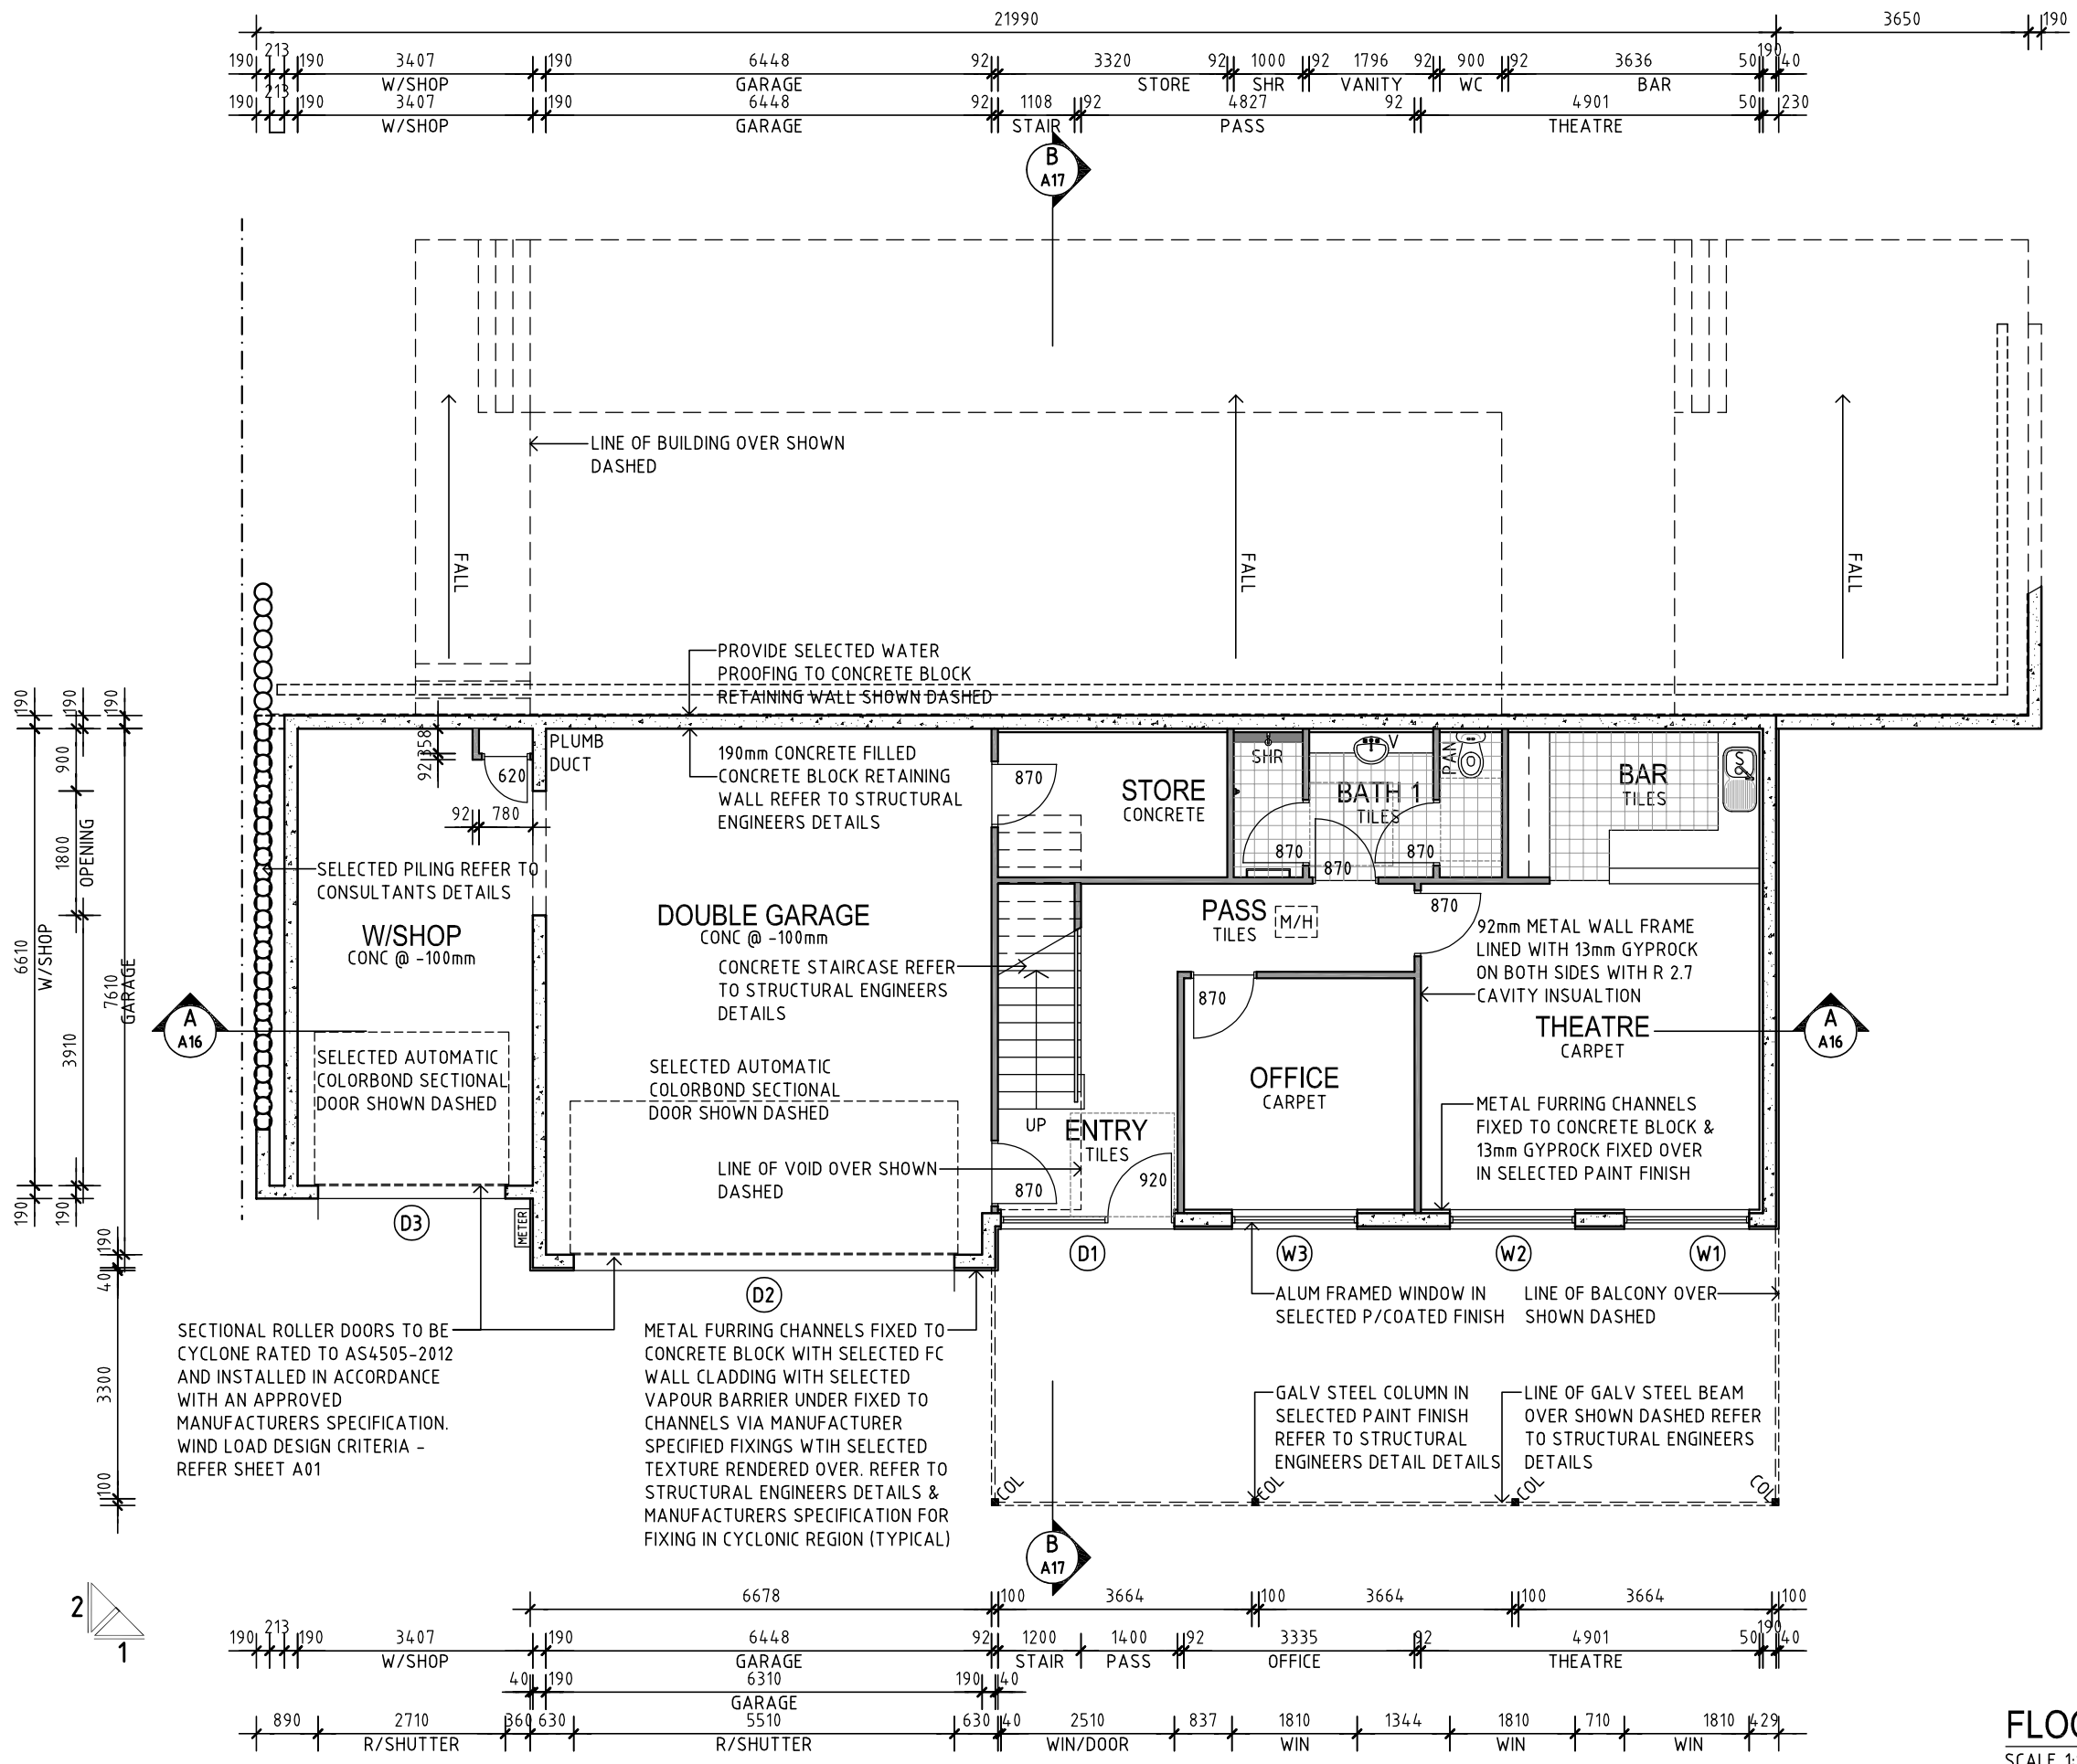 21990 3650 190
190 213 190 3407 190 6448 92 3320 92 1000 92 1796 92 900 92 3636 50 190 40
W/SHOP GARAGE STORE SHR VANITY WC BAR
190 213 190 3407 190 6448 92 1108 92 4827 92 4901 50 230
W/SHOP GARAGE STAIR PASS THEATRE
B
A17
LINE OF BUILDING OVER SHOWN
DASHED
FALL
FALL
FALL
PROVIDE SELECTED WATER
PROOFING TO CONCRETE BLOCK
RETAINING WALL SHOWN DASHED
190 190 190
900
1800
OPENING
6610
W/SHOP
7610
GARAGE
3910
190 190 190
40
3300
100
92 358
620
PLUMB
DUCT
92 780
190mm CONCRETE FILLED
CONCRETE BLOCK RETAINING
WALL REFER TO STRUCTURAL
ENGINEERS DETAILS
870
STORE
CONCRETE
SHR
870
BATH 1
TILES
V
870
870
PAN
BAR
TILES
S
SELECTED PILING REFER TO
CONSULTANTS DETAILS
W/SHOP
CONC @ -100mm
DOUBLE GARAGE
CONC @ -100mm
CONCRETE STAIRCASE REFER
TO STRUCTURAL ENGINEERS
DETAILS
PASS
TILES
M/H
870
92mm METAL WALL FRAME
LINED WITH 13mm GYPROCK
ON BOTH SIDES WITH R 2.7
CAVITY INSUALTION
870
THEATRE
CARPET
A
A16
A
A16
SELECTED AUTOMATIC
COLORBOND SECTIONAL
DOOR SHOWN DASHED
SELECTED AUTOMATIC
COLORBOND SECTIONAL
DOOR SHOWN DASHED
OFFICE
CARPET
METAL FURRING CHANNELS
FIXED TO CONCRETE BLOCK &
13mm GYPROCK FIXED OVER
IN SELECTED PAINT FINISH
UP
ENTRY
TILES
LINE OF VOID OVER SHOWN
DASHED
870
920
METER
D3
D2
D1
W3
W2
W1
ALUM FRAMED WINDOW IN
SELECTED P/COATED FINISH
LINE OF BALCONY OVER
SHOWN DASHED
SECTIONAL ROLLER DOORS TO BE
CYCLONE RATED TO AS4505-2012
AND INSTALLED IN ACCORDANCE
WITH AN APPROVED
MANUFACTURERS SPECIFICATION.
WIND LOAD DESIGN CRITERIA -
REFER SHEET A01
METAL FURRING CHANNELS FIXED TO
CONCRETE BLOCK WITH SELECTED FC
WALL CLADDING WITH SELECTED
VAPOUR BARRIER UNDER FIXED TO
CHANNELS VIA MANUFACTURER
SPECIFIED FIXINGS WTIH SELECTED
TEXTURE RENDERED OVER. REFER TO
STRUCTURAL ENGINEERS DETAILS &
MANUFACTURERS SPECIFICATION FOR
FIXING IN CYCLONIC REGION (TYPICAL)
GALV STEEL COLUMN IN
SELECTED PAINT FINISH
REFER TO STRUCTURAL
ENGINEERS DETAIL DETAILS
LINE OF GALV STEEL BEAM
OVER SHOWN DASHED REFER
TO STRUCTURAL ENGINEERS
DETAILS
COL
COL
COL
COL
B
A17
2
1
6678 100 3664 100 3664 100 3664 100
190 213 190 3407 190 6448 92 1200 1400 92 3335 92 4901 50 190 40
W/SHOP GARAGE STAIR PASS OFFICE THEATRE
40 190 6310 190 40
GARAGE
890 2710 360 630 5510 630 40 2510 837 1810 1344 1810 710 1810 429
R/SHUTTER R/SHUTTER WIN/DOOR WIN WIN WIN
FLOO
SCALE 1: